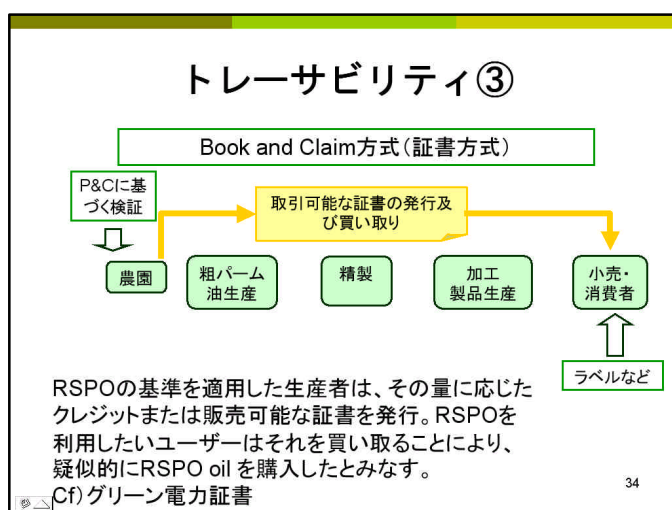 トレーサビリティ③
Book and Claim方式(証書方式)
P&Cに基
づく検証
取引可能な証書の発行及
び買い取り
農園
粗パーム
油生産
精製
加工
製品生産
小売・
消費者
ラベルなど
RSPOの基準を適用した生産者は、その量に応じた
クレジットまたは販売可能な証書を発行。RSPOを
利用したいユーザーはそれを買い取ることにより、
疑似的にRSPO oil を購入したとみなす。
Cf)グリーン電力証書
34